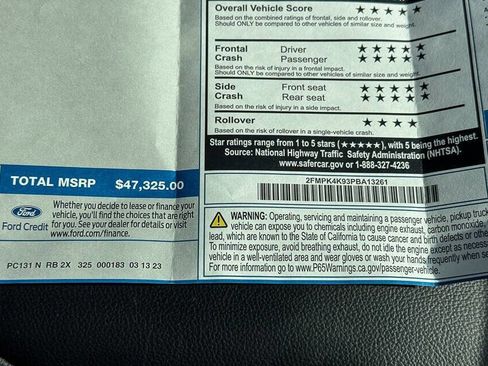 Overall Vehicle Score ★★★★★
Based on the combined ratings of frontal, side and rollover.
Should ONLY be compared to other vehicles of similar size and weight.
Frontal Driver ★★★★★
Crash Passenger ★★★★★
Based on the risk of injury in a frontal impact.
Should ONLY be compared to other vehicles of similar size and weight.
Side Front seat ★★★★★
Crash Rear seat ★★★★★
Based on the risk of injury in a side impact.
Rollover ★★★★
Based on the risk of rollover in a single-vehicle crash.
Star ratings range from 1 to 5 stars (★★★★★), with 5 being the highest.
Source: National Highway Traffic Safety Administration (NHTSA).
www.safercar.gov or 1-888-327-4236
2FMPK4K93PBA13261
TOTAL MSRP $47,325.00
Ford
Ford Credit
Whether you decide to lease or finance your
vehicle, you'll find the choices that are right
for you. See your dealer for details or visit
www.ford.com/finance.
PC131 N RB 2X 325 000183 03 13 23
WARNING: Operating, servicing and maintaining a passenger vehicle, pickup truck
vehicle can expose you to chemicals including engine exhaust, carbon monoxide,
lead, which are known to the State of California to cause cancer and birth defects or other
To minimize exposure, avoid breathing exhaust, do not idle the engine except as necessary
vehicle in a well-ventilated area and wear gloves or wash your hands frequently
For more information go to www.P65Warnings.ca.gov/passenger-vehicle.